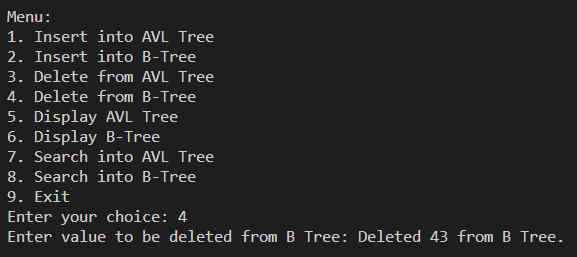 Menu:
1. Insert into AVL Tree
2. Insert into B-Tree
3. Delete from AVL Tree
4. Delete from B-Tree
5. Display AVL Tree
6. Display B-Tree
7. Search into AVL Tree
8. Search into B-Tree
9. Exit
Enter your choice: 4
Enter value to be deleted from B Tree: Deleted 43 from B Tree.